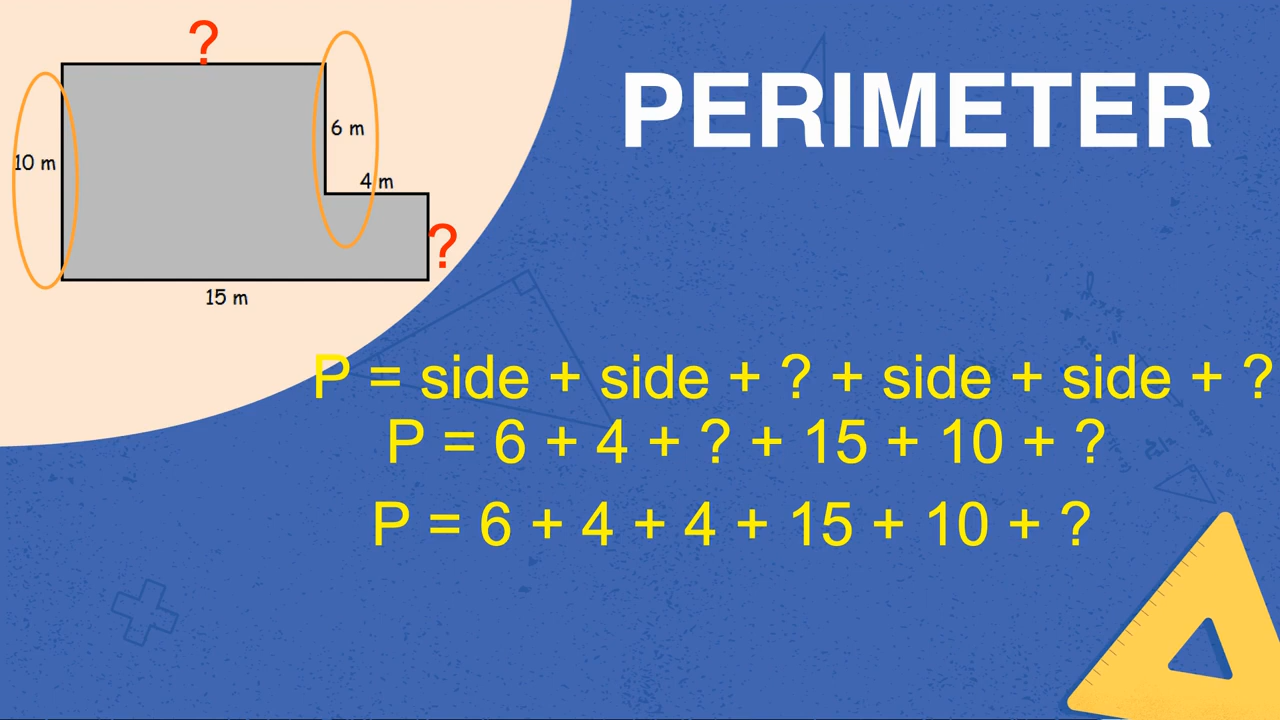 ?
PERIMETER
6 m
10 m
4 m
?
15 m
P = side + side + ? + side + side + ?
P = 6 + 4 + ? + 15 + 10 + ?
P = 6 + 4 + 4 + 15 + 10 + ?